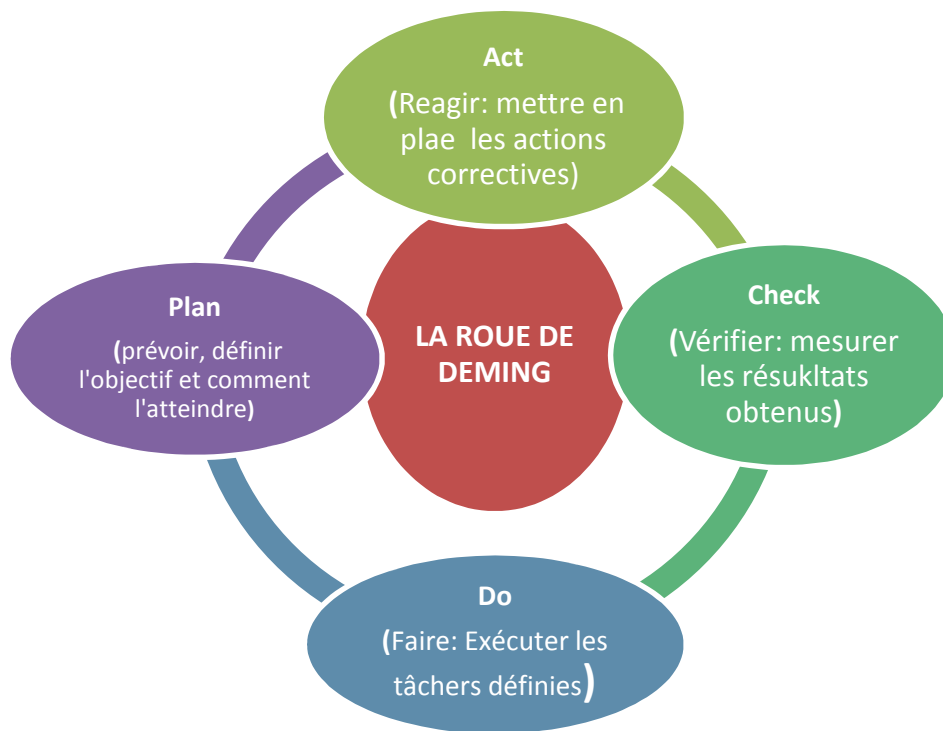 Act
(Reagir: mettre en
plae les actions
correctives)
Plan
(prévoir, définir
l'objectif et comment
l'atteindre)
LA ROUE DE
DEMING
Check
(Vérifier: mesurer
les résukltats
obtenus)
Do
(Faire: Exécuter les
tâchers définies)